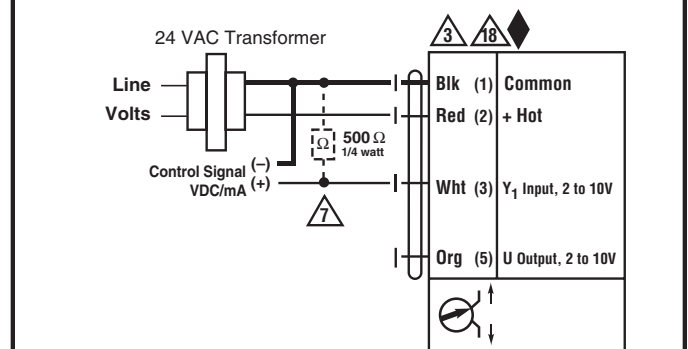 3 18
24 VAC Transformer
Line
Volts
Blk (1) Common
Red (2) + Hot
Ω 500 Ω
1/4 watt
Control Signal (–)
VDC/mA (+)
Wht (3) Y1 Input, 2 to 10V
7
Org (5) U Output, 2 to 10V